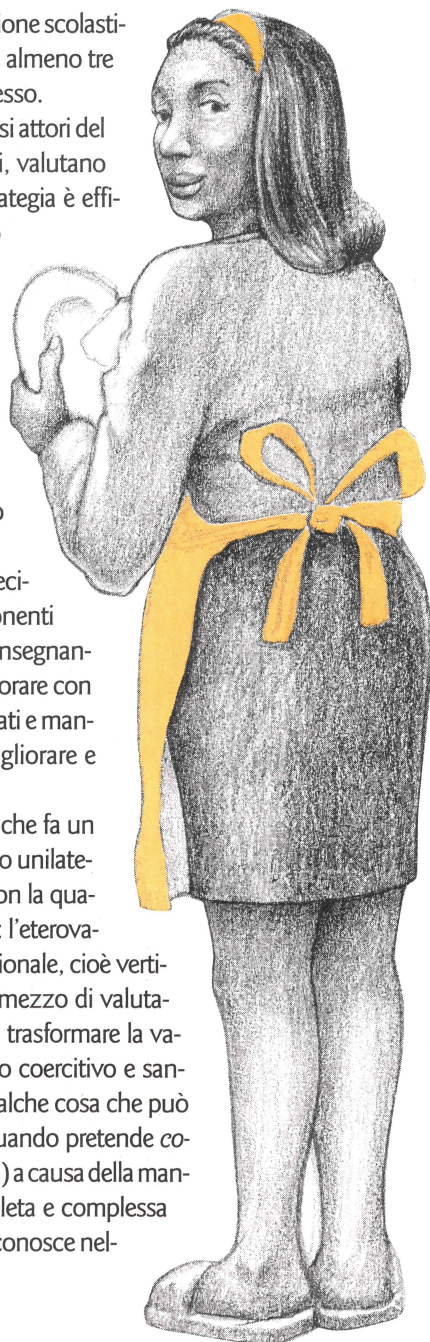 ione scolasti-
almeno tre
esso.
si attori del
i, valutano
ategia è effi-
o
o
eci-
onenti
nsegnan-
orare con
ati e man-
gliorare e
che fa un
o unilate-
on la qua-
l'eterova-
ionale, cioè verti-
mezzo di valuta-
trasformare la va-
o coercitivo e san-
alche cosa che può
uando pretende co-
) a causa della man-
leta e complessa
conosce nel-